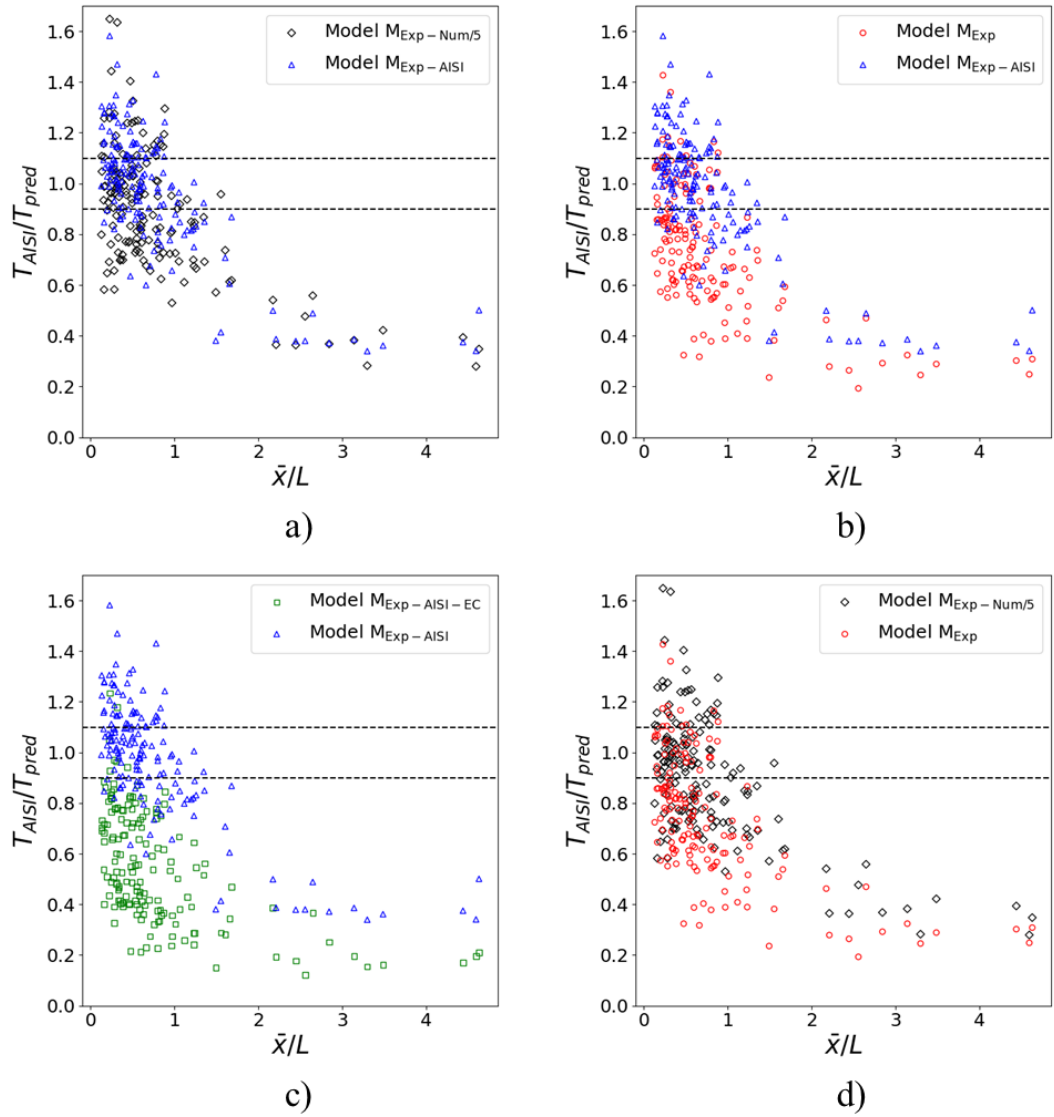 1.6
1.4
1.2
1.0
0.8
0.6
0.4
0.2
0.0
T_AISI/T_pred
0 1 2 3 4
x̄/L
Model M_Exp−Num/5
Model M_Exp−AISI
a)
1.6
1.4
1.2
1.0
0.8
0.6
0.4
0.2
0.0
T_AISI/T_pred
0 1 2 3 4
x̄/L
Model M_Exp
Model M_Exp−AISI
b)
1.6
1.4
1.2
1.0
0.8
0.6
0.4
0.2
0.0
T_AISI/T_pred
0 1 2 3 4
x̄/L
Model M_Exp−AISI−EC
Model M_Exp−AISI
c)
1.6
1.4
1.2
1.0
0.8
0.6
0.4
0.2
0.0
T_AISI/T_pred
0 1 2 3 4
x̄/L
Model M_Exp−Num/5
Model M_Exp
d)